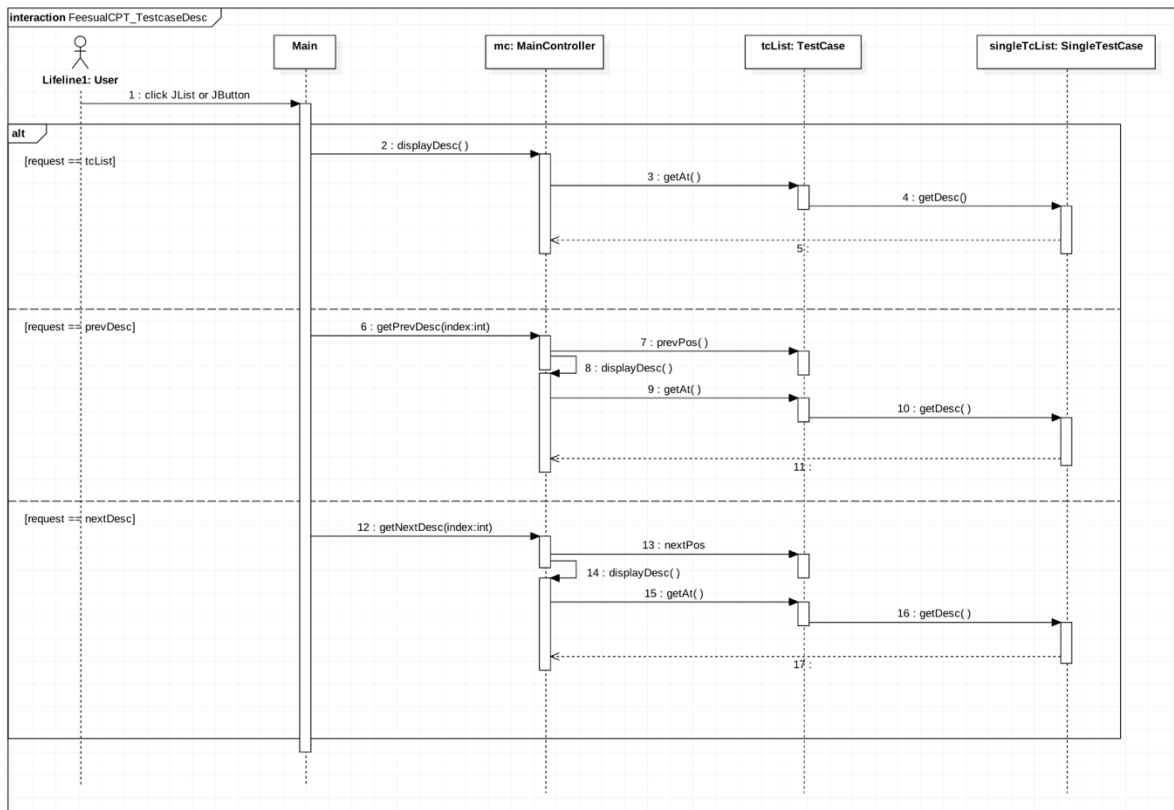 interaction FeesualCPT_TestcaseDesc
Main
mc: MainController
tcList: TestCase
singleTcList: SingleTestCase
Lifeline1: User
1 : click JList or JButton
alt
[request == tcList]
2 : displayDesc( )
3 : getAt( )
4 : getDesc()
5 :
[request == prevDesc]
6 : getPrevDesc(index:int)
7 : prevPos( )
8 : displayDesc( )
9 : getAt( )
10 : getDesc( )
11 :
[request == nextDesc]
12 : getNextDesc(index:int)
13 : nextPos
14 : displayDesc( )
15 : getAt( )
16 : getDesc( )
17 :